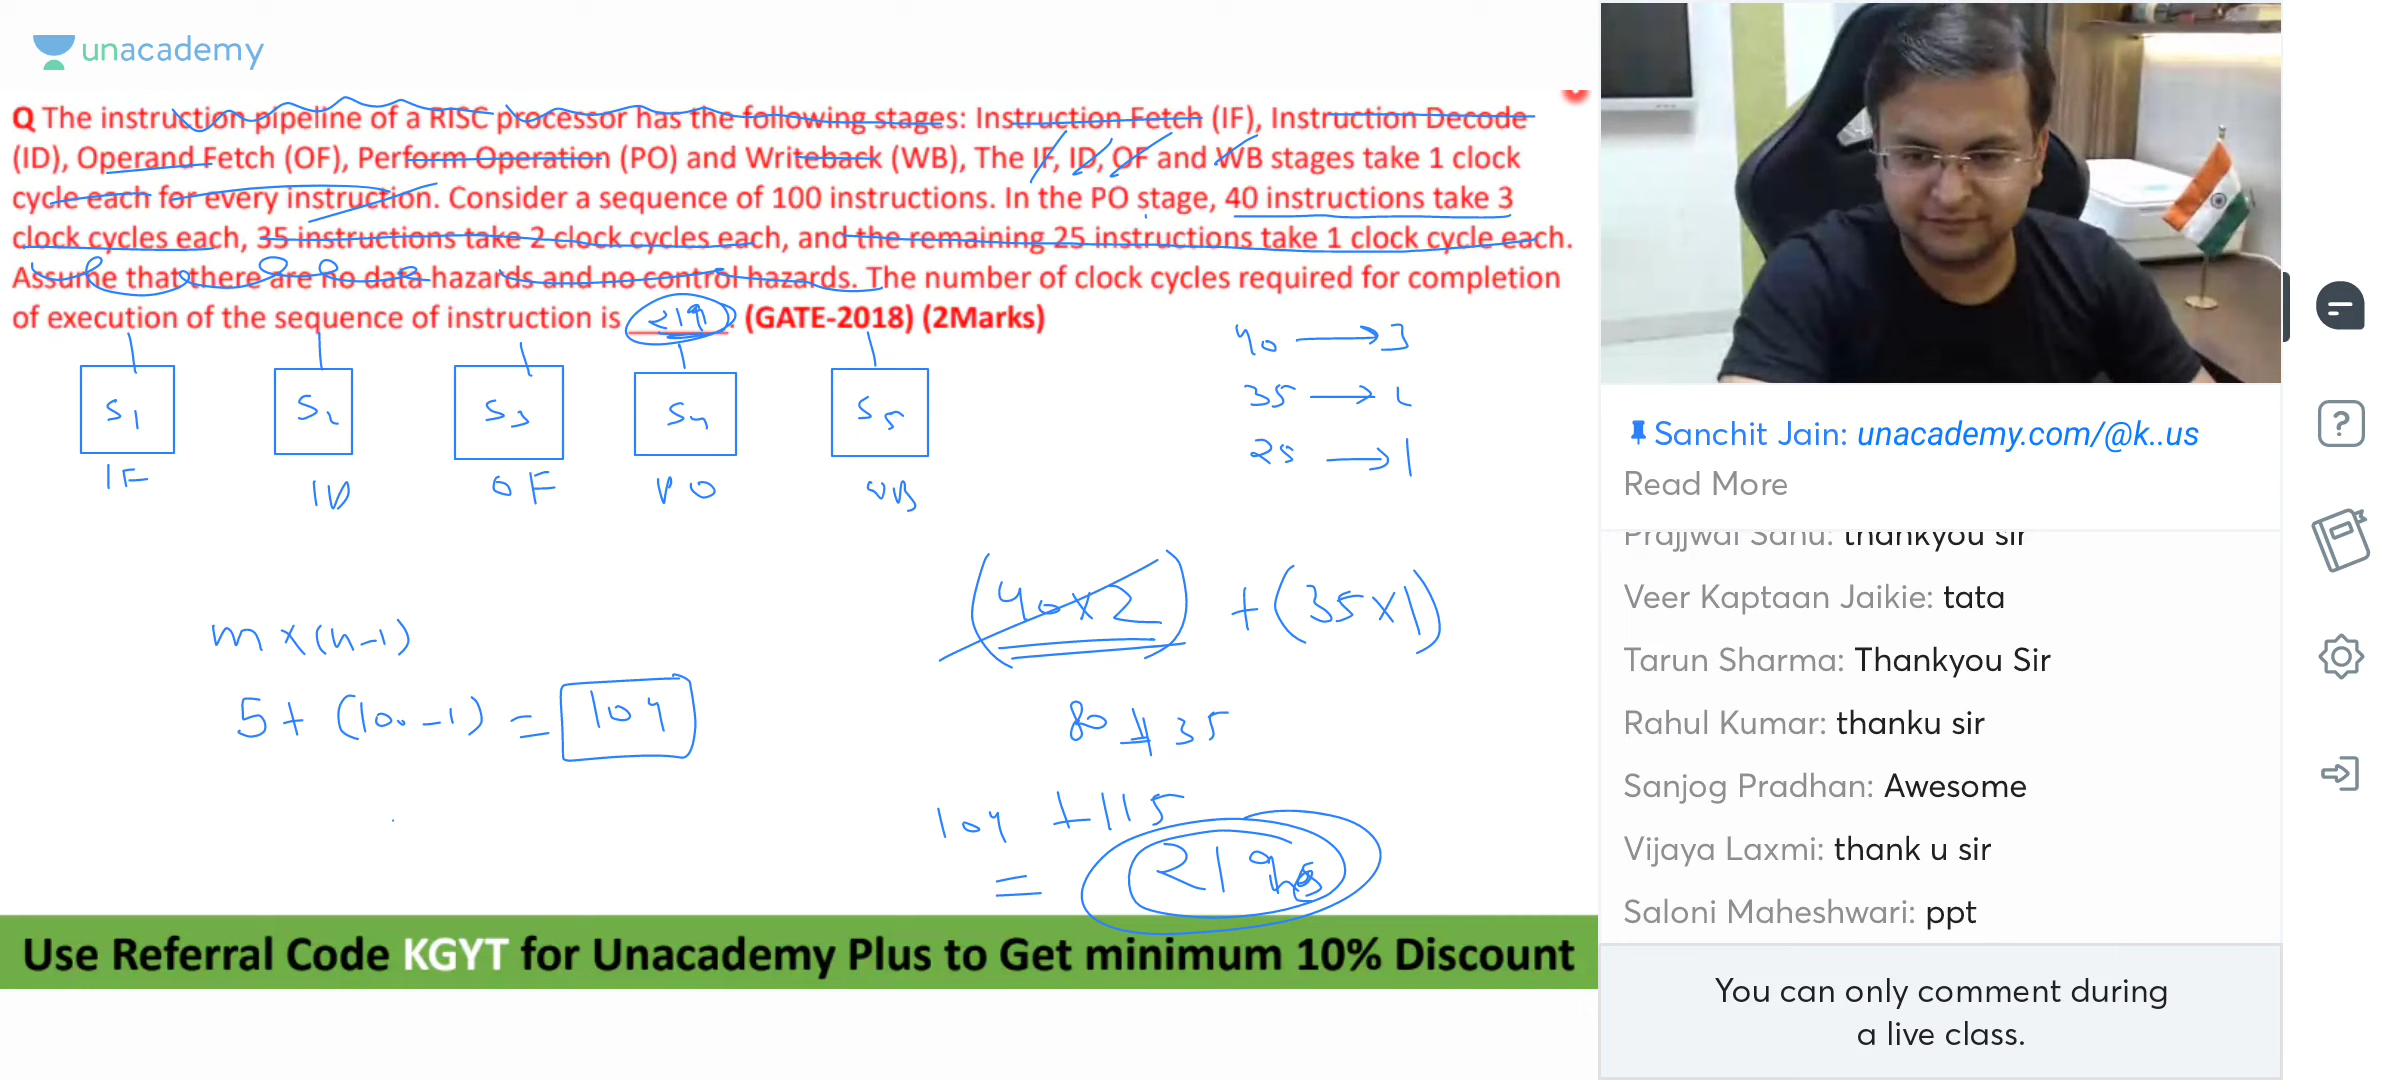 unacademy
Q The instruction pipeline of a RISC processor has the following stages: Instruction Fetch (IF), Instruction Decode
(ID), Operand Fetch (OF), Perform Operation (PO) and Writeback (WB), The IF, ID, OF and WB stages take 1 clock
cycle each for every instruction. Consider a sequence of 100 instructions. In the PO stage, 40 instructions take 3
clock cycles each, 35 instructions take 2 clock cycles each, and the remaining 25 instructions take 1 clock cycle each.
Assume that there are no data hazards and no control hazards. The number of clock cycles required for completion
of execution of the sequence of instruction is 219. (GATE-2018) (2Marks)
40 → 3
35 → 2
25 → 1
S1 S2 S3 S4 S5
IF ID OF PO WB
(40x2) + (35x1)
m x (n-1)
5 + (100-1) = 104
80 + 35
104 + 115
= 219
Use Referral Code KGYT for Unacademy Plus to Get minimum 10% Discount
Sanchit Jain: unacademy.com/@k..us
Read More
Prajjwal Sahu: thankyou sir
Veer Kaptaan Jaikie: tata
Tarun Sharma: Thankyou Sir
Rahul Kumar: thanku sir
Sanjog Pradhan: Awesome
Vijaya Laxmi: thank u sir
Saloni Maheshwari: ppt
You can only comment during
a live class.
?